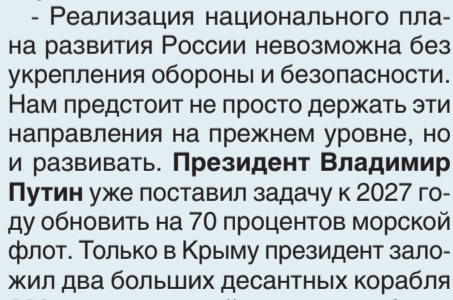 - Реализация национального пла-
на развития России невозможна без
укрепления обороны и безопасности.
Нам предстоит не просто держать эти
направления на прежнем уровне, но
и развивать. Президент Владимир
Путин уже поставил задачу к 2027 го-
ду обновить на 70 процентов морской
флот. Только в Крыму президент зало-
жил два больших десантных корабля